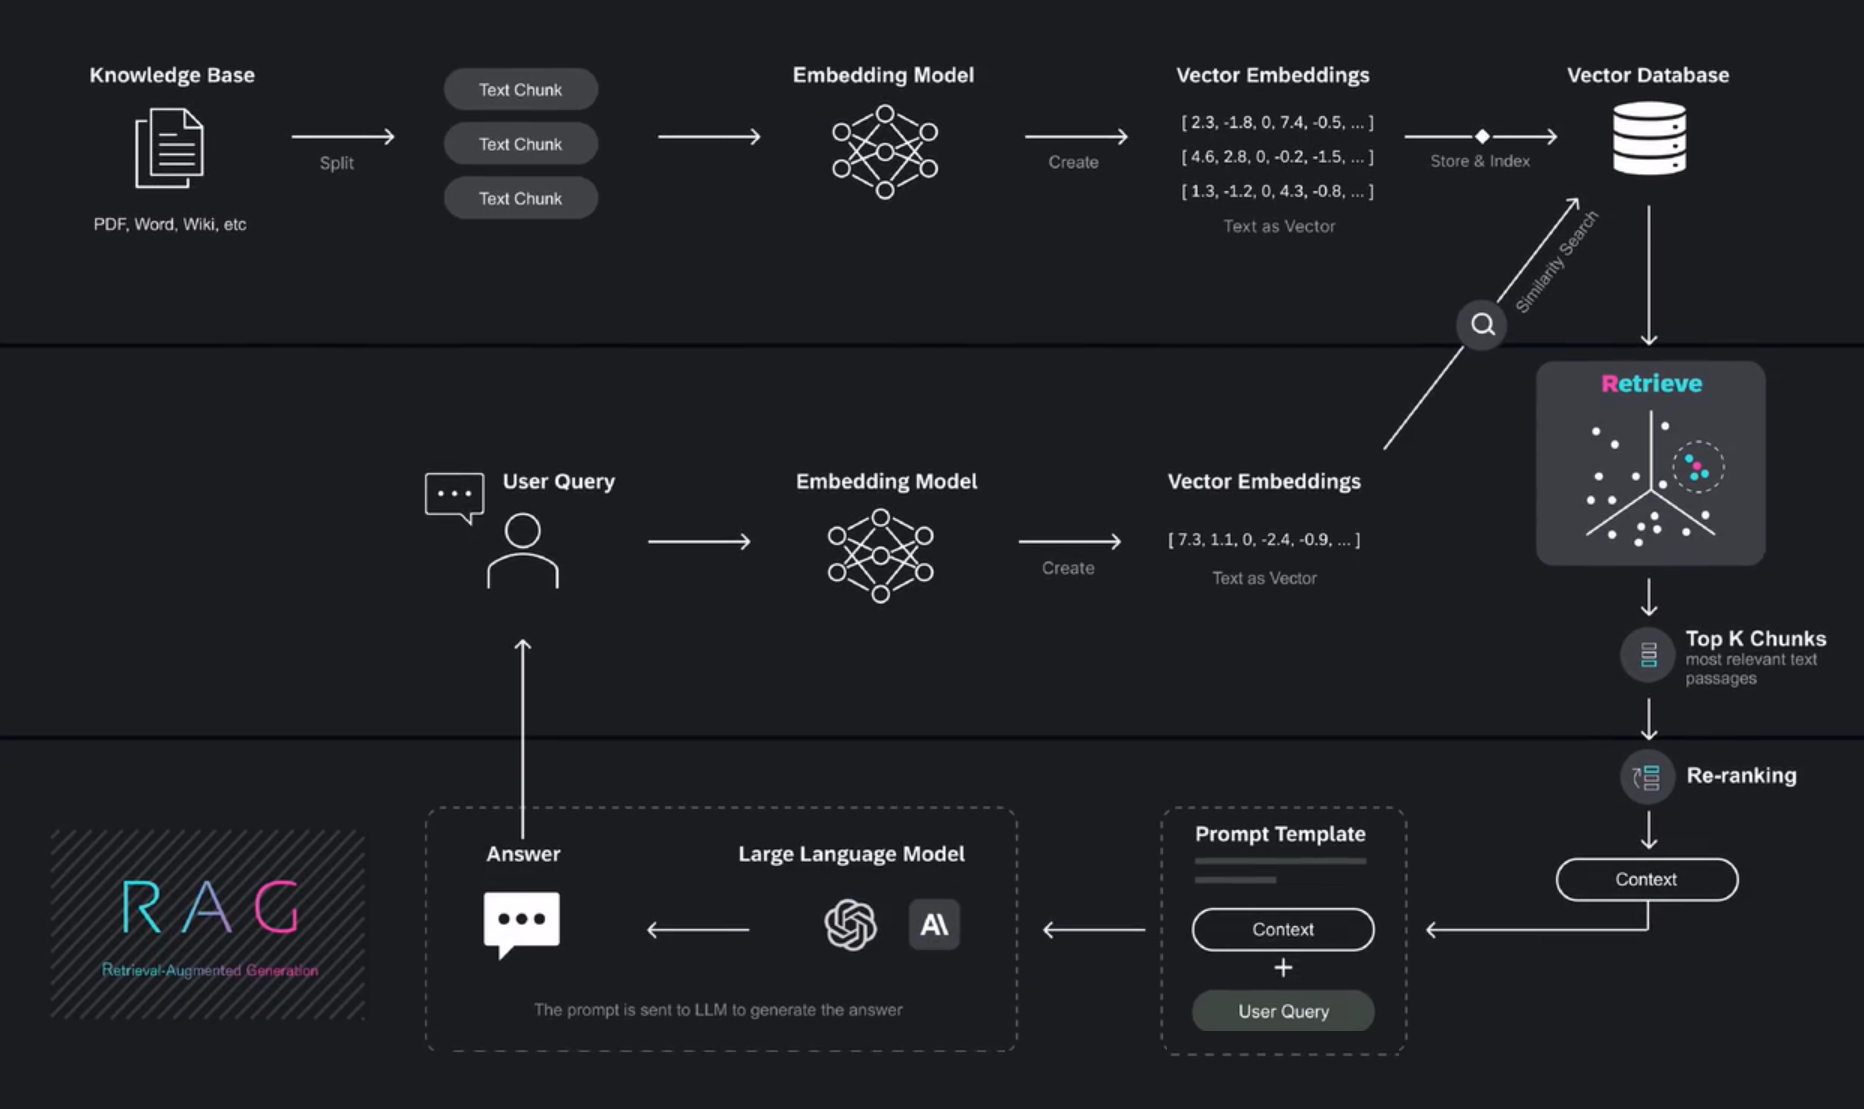 Knowledge Base
PDF, Word, Wiki, etc
Split
Text Chunk
Text Chunk
Text Chunk
Embedding Model
Create
Vector Embeddings
[ 2.3, -1.8, 0, 7.4, -0.5, ... ]
[ 4.6, 2.8, 0, -0.2, -1.5, ... ]
[ 1.3, -1.2, 0, 4.3, -0.8, ... ]
Text as Vector
Store & Index
Vector Database
Similarity Search
User Query
Embedding Model
Create
Vector Embeddings
[ 7.3, 1.1, 0, -2.4, -0.9, ... ]
Text as Vector
Retrieve
Top K Chunks
most relevant text
passages
Re-ranking
Context
Prompt Template
Context
+
User Query
Large Language Model
A\
Answer
The prompt is sent to LLM to generate the answer
RAG
Retrieval-Augmented Generation